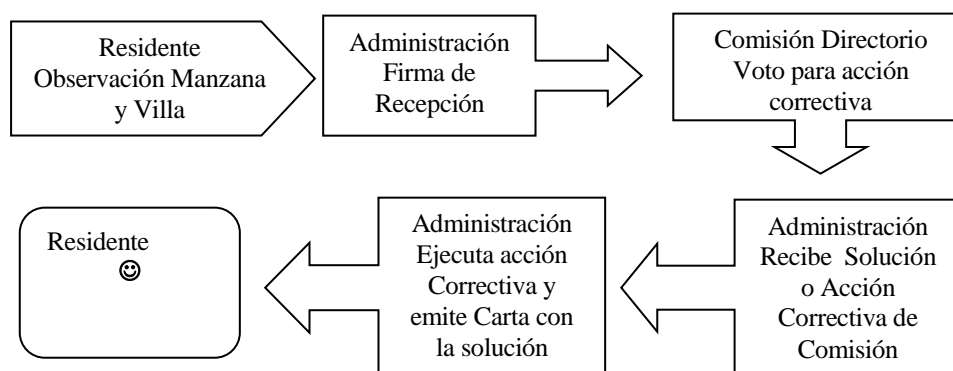 Residente
Observación Manzana
y Villa
Administración
Firma de
Recepción
Comisión Directorio
Voto para acción
correctiva
Administración
Recibe Solución
o Acción
Correctiva de
Comisión
Administración
Ejecuta acción
Correctiva y
emite Carta con
la solución
Residente
☺